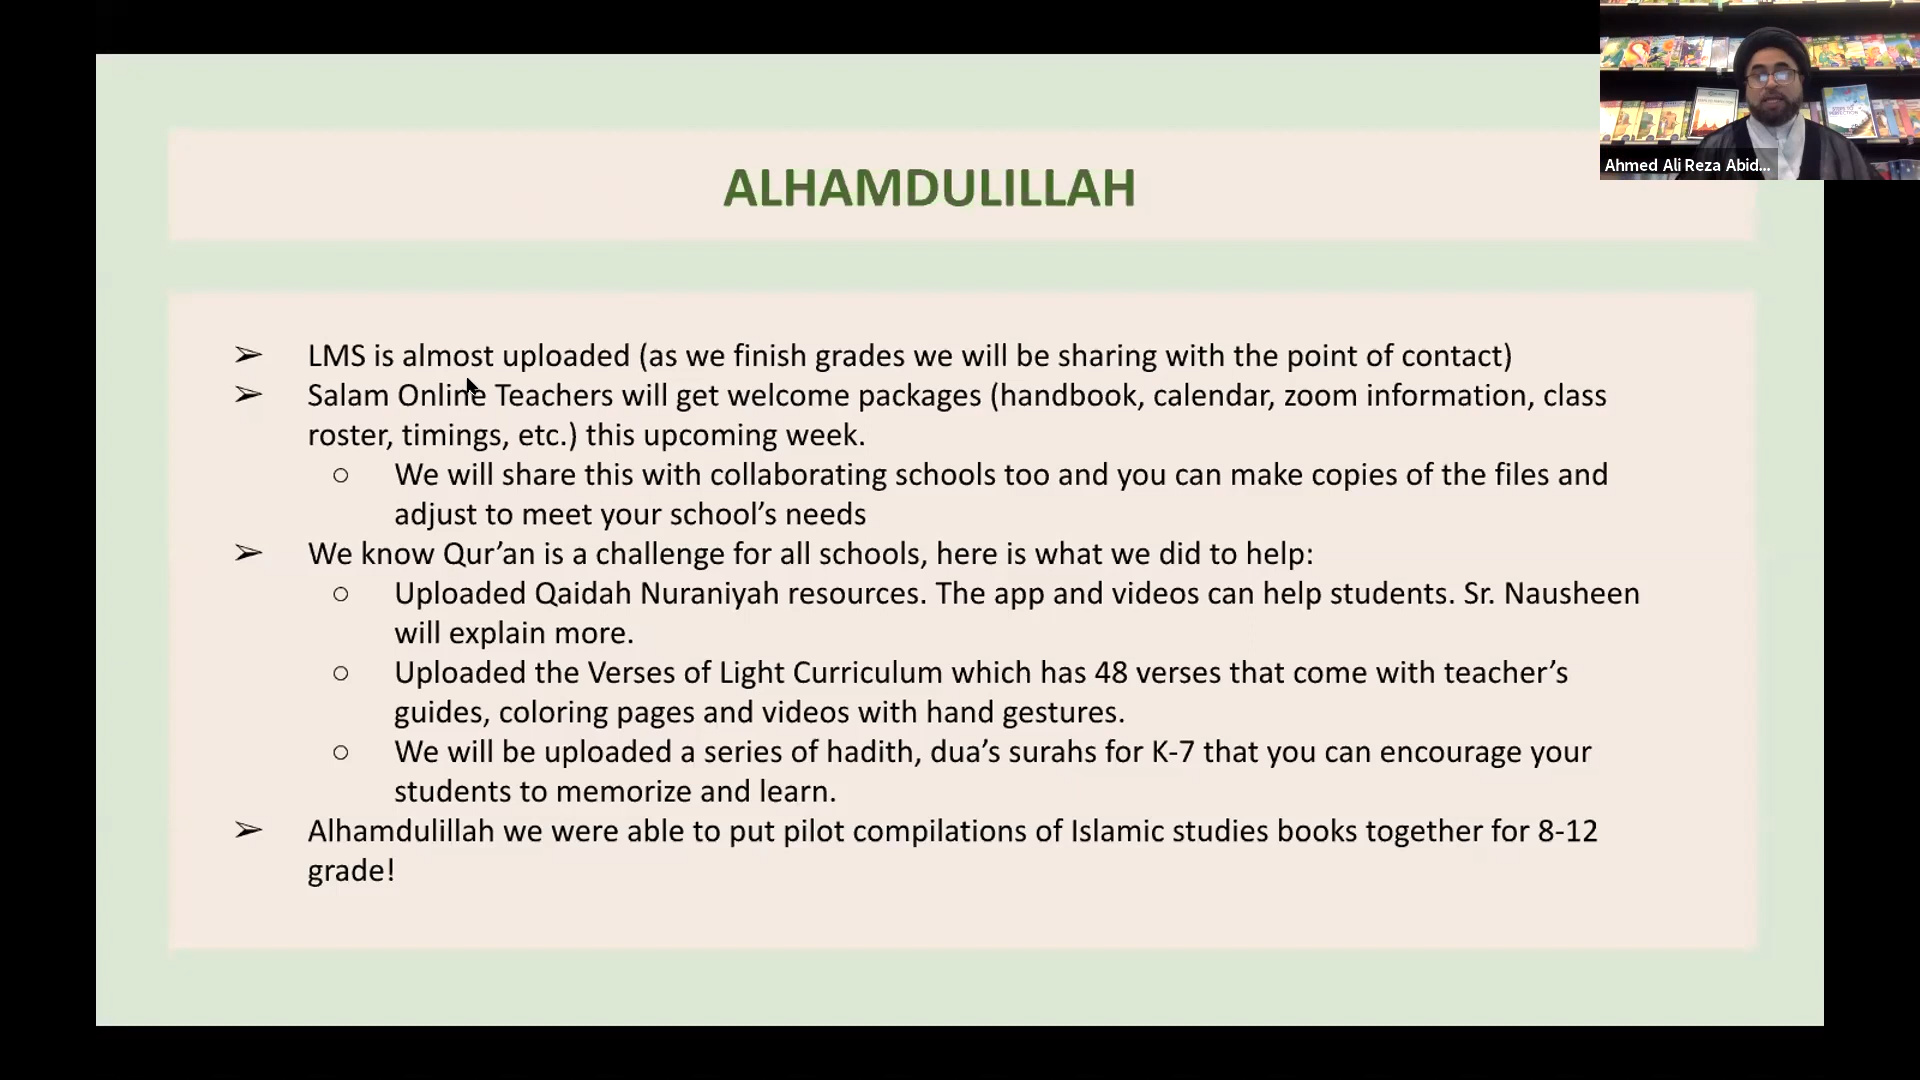 ALHAMDULILLAH
Ahmed Ali Reza Abid...
➢ LMS is almost uploaded (as we finish grades we will be sharing with the point of contact)
➢ Salam Online Teachers will get welcome packages (handbook, calendar, zoom information, class
roster, timings, etc.) this upcoming week.
○ We will share this with collaborating schools too and you can make copies of the files and
adjust to meet your school’s needs
➢ We know Qur’an is a challenge for all schools, here is what we did to help:
○ Uploaded Qaidah Nuraniyah resources. The app and videos can help students. Sr. Nausheen
will explain more.
○ Uploaded the Verses of Light Curriculum which has 48 verses that come with teacher’s
guides, coloring pages and videos with hand gestures.
○ We will be uploaded a series of hadith, dua’s surahs for K-7 that you can encourage your
students to memorize and learn.
➢ Alhamdulillah we were able to put pilot compilations of Islamic studies books together for 8-12
grade!